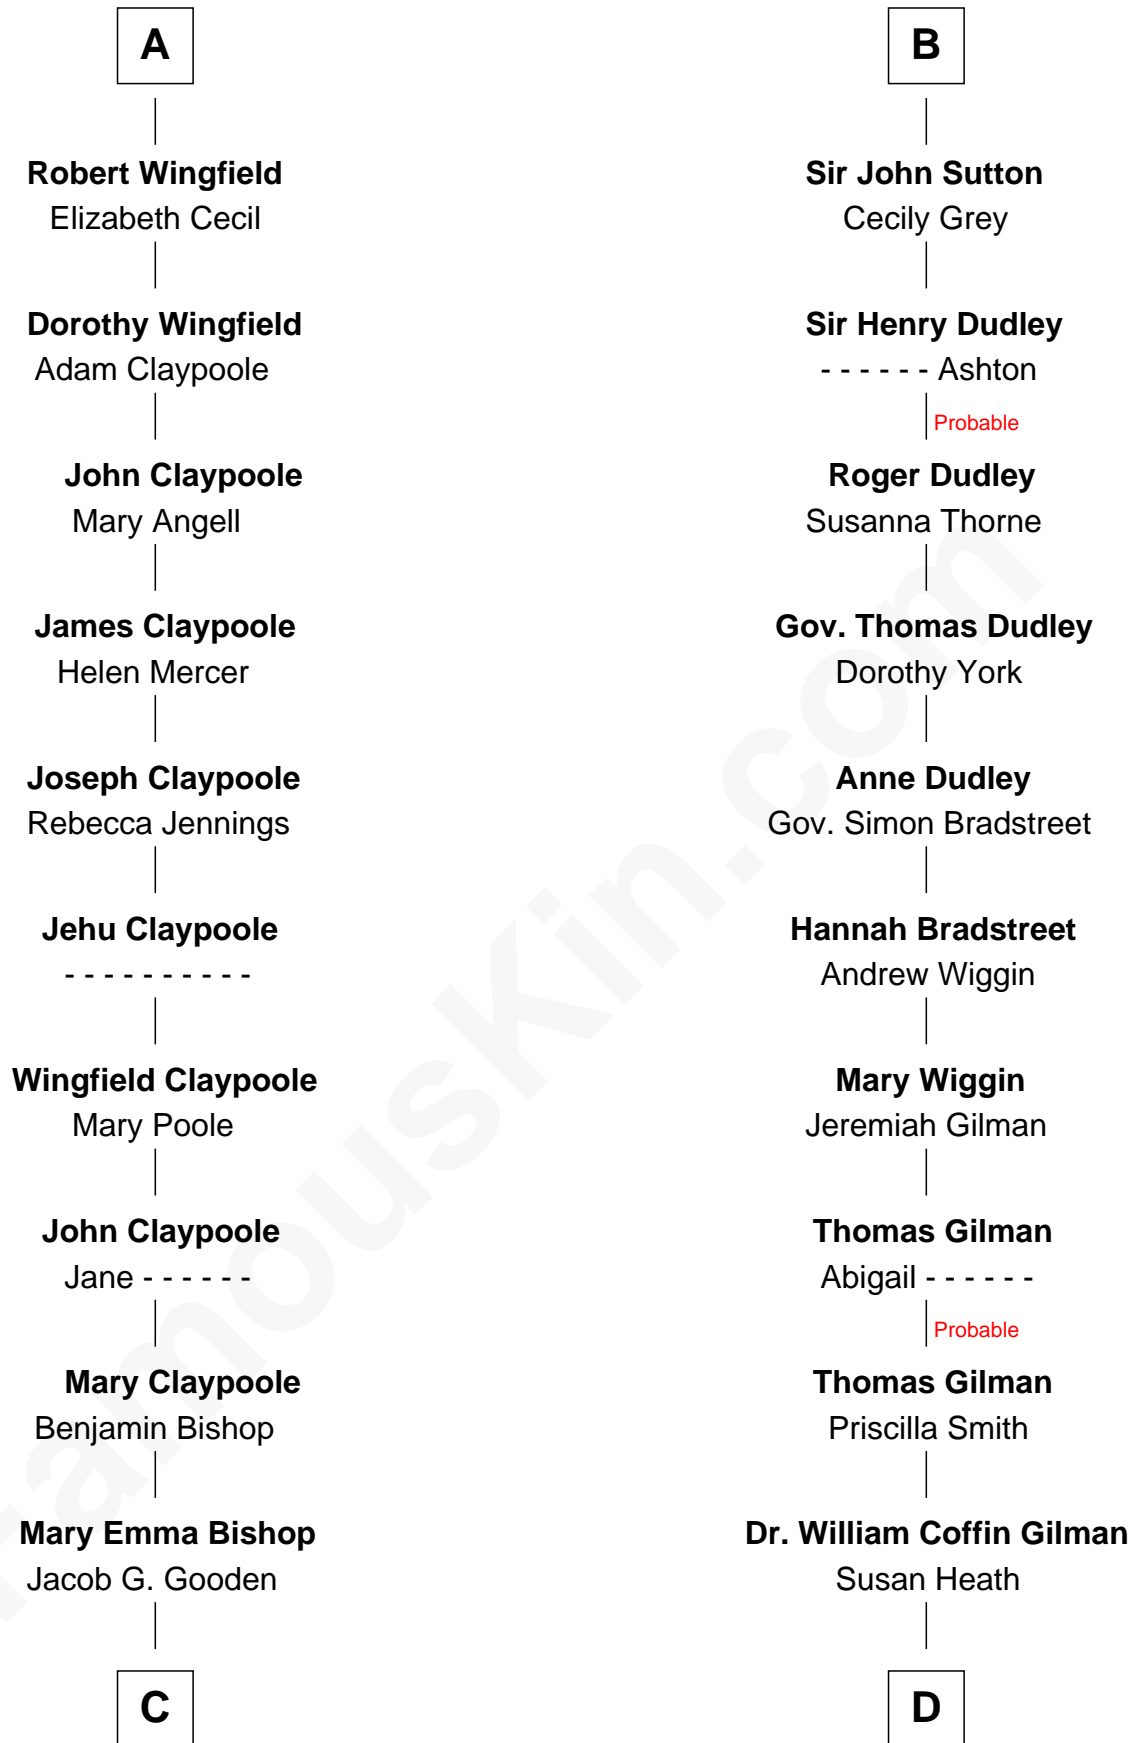 A
Robert Wingfield
Elizabeth Cecil
Dorothy Wingfield
Adam Claypoole
John Claypoole
Mary Angell
James Claypoole
Helen Mercer
Joseph Claypoole
Rebecca Jennings
Jehu Claypoole
- - - - - - - - - -
Wingfield Claypoole
Mary Poole
John Claypoole
Jane - - - - - -
Mary Claypoole
Benjamin Bishop
Mary Emma Bishop
Jacob G. Gooden
C
B
Sir John Sutton
Cecily Grey
Sir Henry Dudley
- - - - - - Ashton
Probable
Roger Dudley
Susanna Thorne
Gov. Thomas Dudley
Dorothy York
Anne Dudley
Gov. Simon Bradstreet
Hannah Bradstreet
Andrew Wiggin
Mary Wiggin
Jeremiah Gilman
Thomas Gilman
Abigail - - - - - -
Probable
Thomas Gilman
Priscilla Smith
Dr. William Coffin Gilman
Susan Heath
D
FamousKin.com